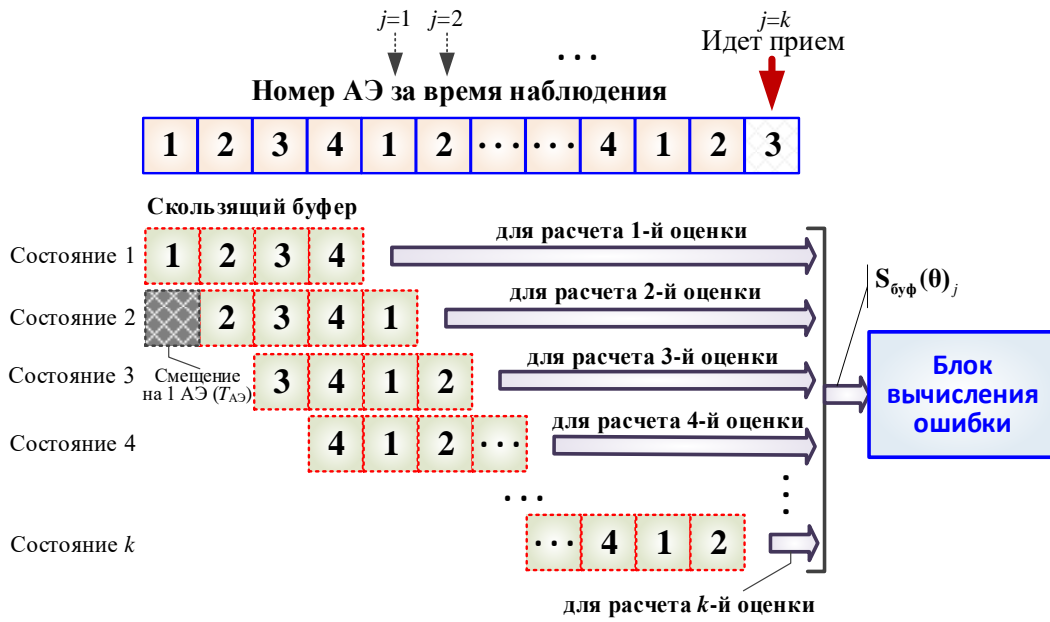 j=1 j=2 j=k
Идет прием
. . .
Номер АЭ за время наблюдения
1 2 3 4 1 2 ... ... 4 1 2 3
Скользящий буфер
Состояние 1 1 2 3 4 для расчета 1-й оценки
Sбуф(θ)j
Состояние 2 2 3 4 1 для расчета 2-й оценки
Состояние 3 3 4 1 2 для расчета 3-й оценки
Смещение
на 1 АЭ (TАЭ)
Блок
вычисления
ошибки
Состояние 4 4 1 2 ... для расчета 4-й оценки
. . .
Состояние k ... 4 1 2
для расчета k-й оценки